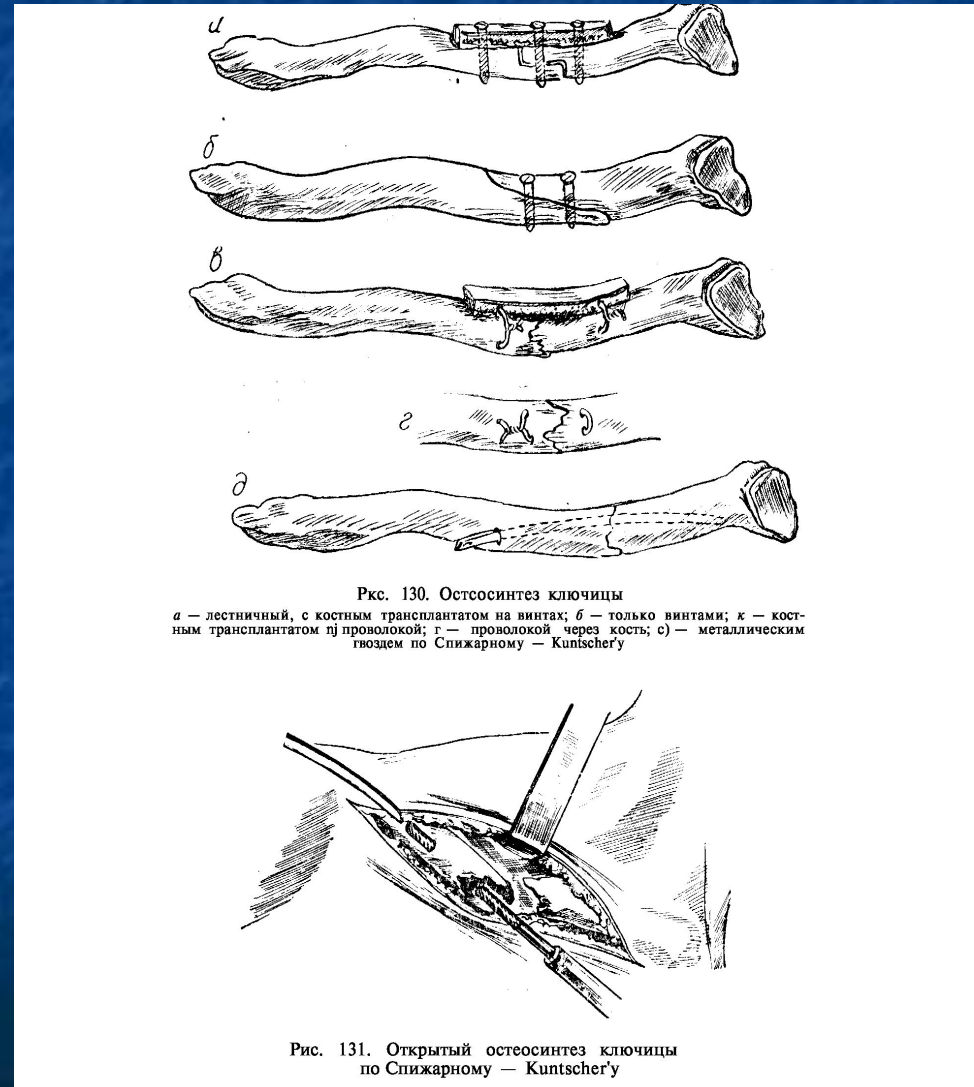 а
б
в
г
д
Ркс. 130. Остсосинтез ключицы
а — лестничный, с костным трансплантатом на винтах; б — только винтами; к — кост-
ным трансплантатом nj проволокой; г — проволокой через кость; с) — металлическим
гвоздем по Спижарному — Kuntscher'y
Рис. 131. Открытый остеосинтез ключицы
по Спижарному — Kuntscher'y